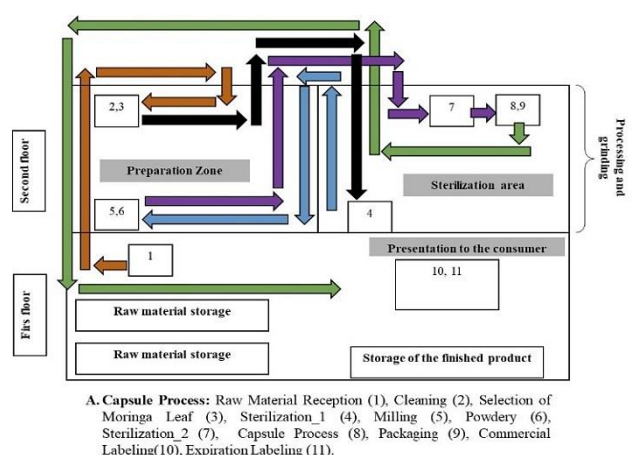 2,3
7
8,9
Second floor
Processing and
grinding
Preparation Zone
Sterilization area
5,6
4
Presentation to the consumer
1
10, 11
Firs floor
Raw material storage
Raw material storage
Storage of the finished product
A. Capsule Process: Raw Material Reception (1), Cleaning (2), Selection of
Moringa Leaf (3), Sterilization_1 (4), Milling (5), Powdery (6),
Sterilization_2 (7), Capsule Process (8), Packaging (9), Commercial
Labeling(10), Expiration Labeling (11).